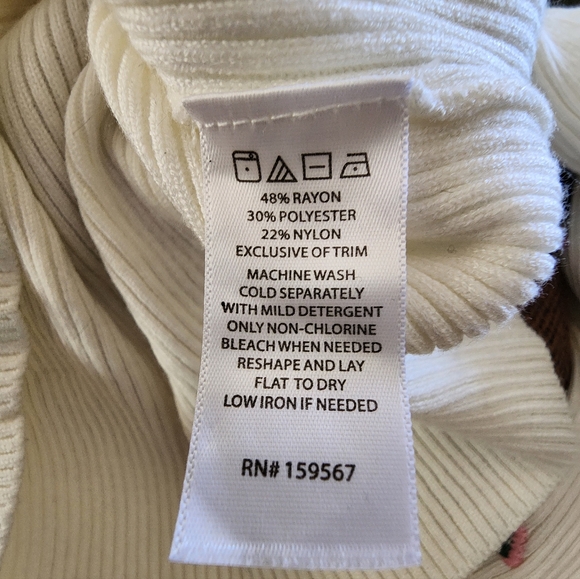 48% RAYON
30% POLYESTER
22% NYLON
EXCLUSIVE OF TRIM
MACHINE WASH
COLD SEPARATELY
WITH MILD DETERGENT
ONLY NON-CHLORINE
BLEACH WHEN NEEDED
RESHAPE AND LAY
FLAT TO DRY
LOW IRON IF NEEDED
RN# 159567